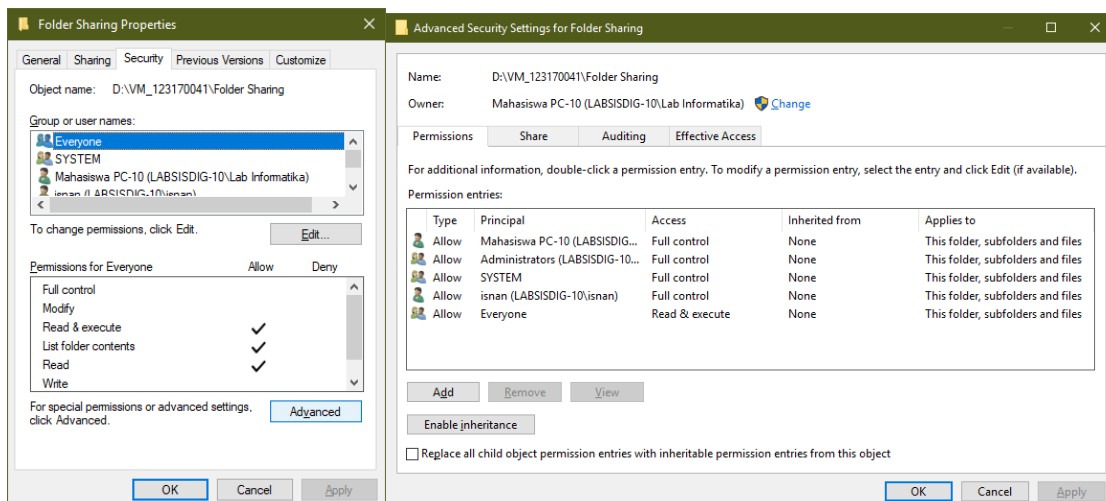 Folder Sharing Properties
General Sharing Security Previous Versions Customize
Object name: D:\VM_123170041\Folder Sharing
Group or user names:
Everyone
SYSTEM
Mahasiswa PC-10 (LABSISDIG-10\Lab Informatika)
isnan (LABSISDIG-10\isnan)
To change permissions, click Edit. Edit...
Permissions for Everyone Allow Deny
Full control
Modify
Read & execute
List folder contents
Read
Write
For special permissions or advanced settings,
click Advanced. Advanced
OK Cancel Apply
Advanced Security Settings for Folder Sharing
Name: D:\VM_123170041\Folder Sharing
Owner: Mahasiswa PC-10 (LABSISDIG-10\Lab Informatika) Change
Permissions Share Auditing Effective Access
For additional information, double-click a permission entry. To modify a permission entry, select the entry and click Edit (if available).
Permission entries:
Type Principal Access Inherited from Applies to
Allow Mahasiswa PC-10 (LABSISDIG... Full control None This folder, subfolders and files
Allow Administrators (LABSISDIG-10... Full control None This folder, subfolders and files
Allow SYSTEM Full control None This folder, subfolders and files
Allow isnan (LABSISDIG-10\isnan) Full control None This folder, subfolders and files
Allow Everyone Read & execute None This folder, subfolders and files
Add Remove View
Enable inheritance
Replace all child object permission entries with inheritable permission entries from this object
OK Cancel Apply